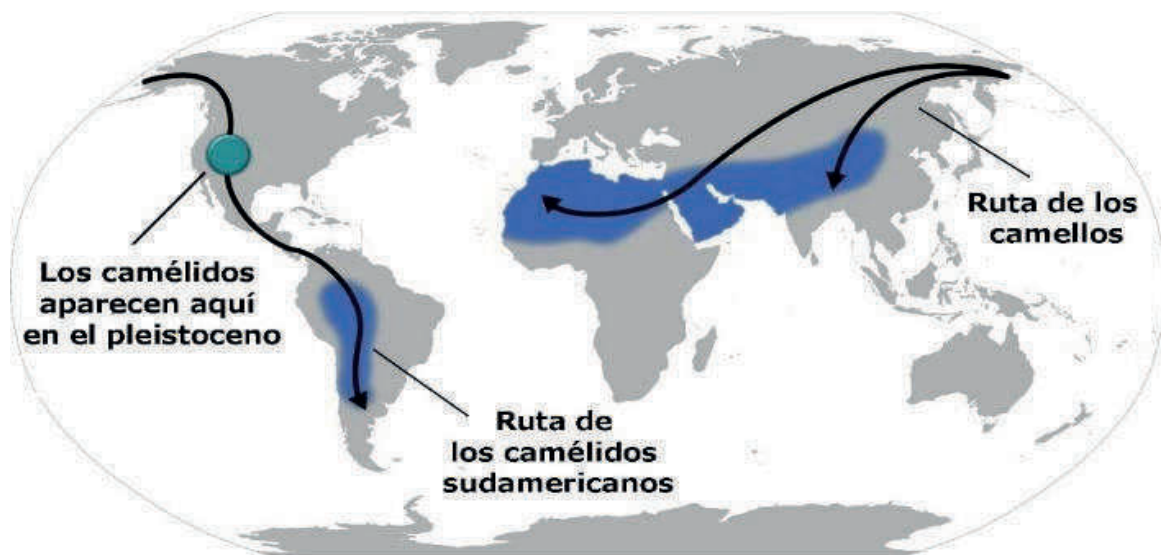 Los camélidos
aparecen aquí
en el pleistoceno
Ruta de los
camellos
Ruta de
los camélidos
sudamericanos